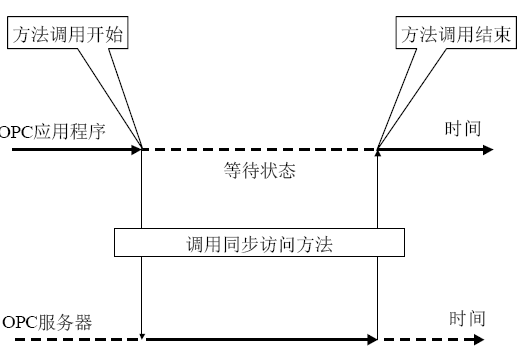 方法调用开始
方法调用结束
OPC应用程序
时间
等待状态
调用同步访问方法
OPC服务器
时间